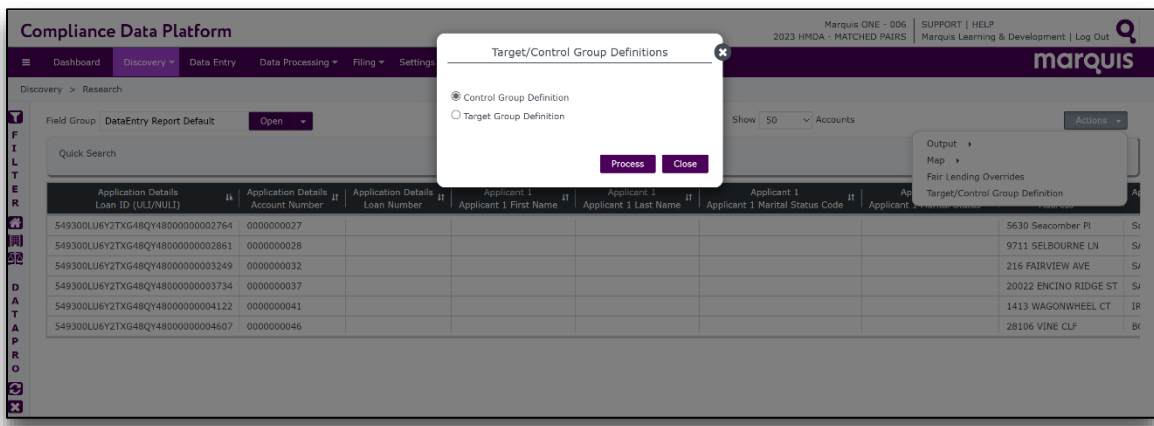 Compliance Data Platform
Marquis ONE - 006 SUPPORT | HELP
2023 HMDA - MATCHED PAIRS Marquis Learning & Development | Log Out
Dashboard Discovery Data Entry Data Processing Filing Settings
marquis
Discovery > Research
Target/Control Group Definitions
Control Group Definition
Target Group Definition
Process Close
FILTER
DATAPRO
Field Group DataEntry Report Default Open Show 50 Accounts Actions
Quick Search
Output
Map
Fair Lending Overrides
Target/Control Group Definition
Application Details Application Details Application Details Applicant 1 Applicant 1 Applicant 1
Loan ID (ULI/NULI) Account Number Loan Number Applicant 1 First Name Applicant 1 Last Name Applicant 1 Marital Status Code
549300LU6Y2TXG48QY48000000002764 0000000027 5630 Seacomber Pl
549300LU6Y2TXG48QY48000000002861 0000000028 9711 SELBOURNE LN
549300LU6Y2TXG48QY48000000003249 0000000032 216 FAIRVIEW AVE
549300LU6Y2TXG48QY48000000003734 0000000037 20022 ENCINO RIDGE ST
549300LU6Y2TXG48QY48000000004122 0000000041 1413 WAGONWHEEL CT IR
549300LU6Y2TXG48QY48000000004607 0000000046 28106 VINE CLF